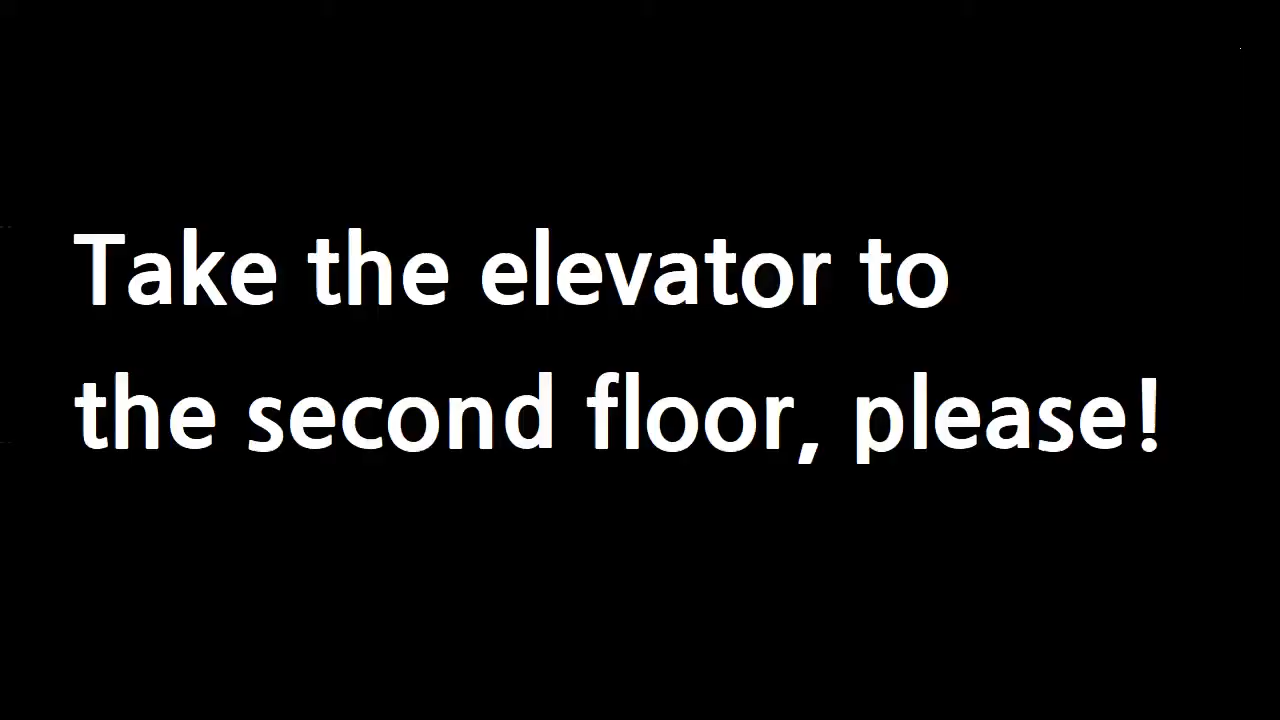 Take the elevator to
the second floor, please!